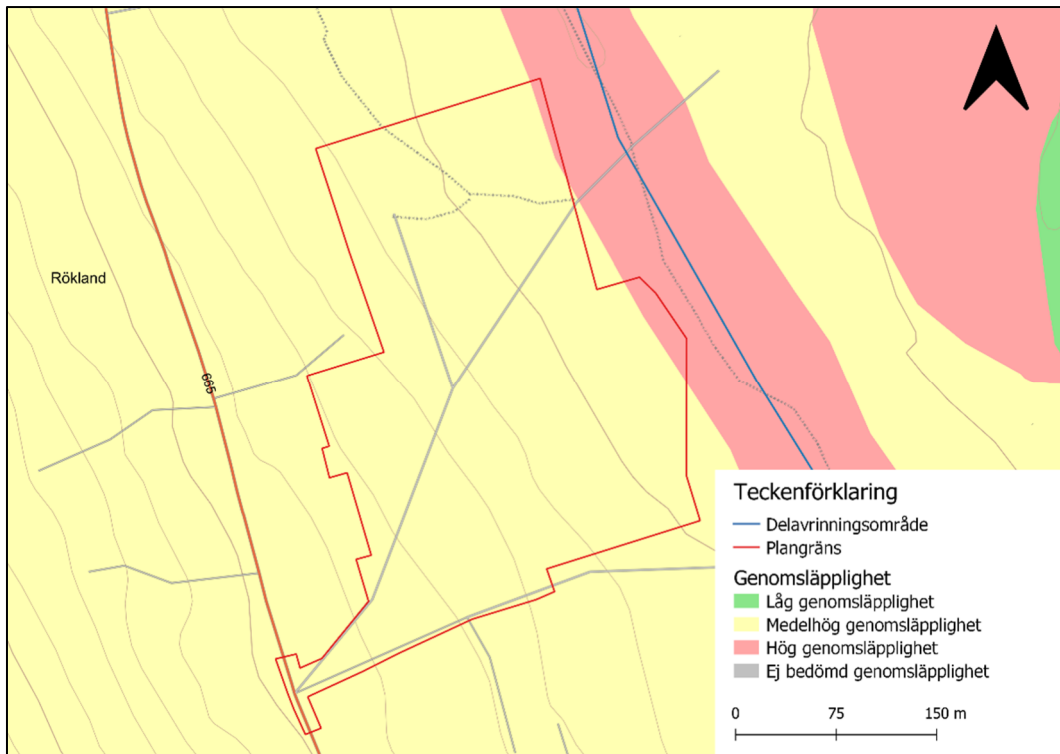 Rökland
665
Teckenförklaring
Delavrinningsområde
Plangräns
Genomsläpplighet
Låg genomsläpplighet
Medelhög genomsläpplighet
Hög genomsläpplighet
Ej bedömd genomsläpplighet
0 75 150 m